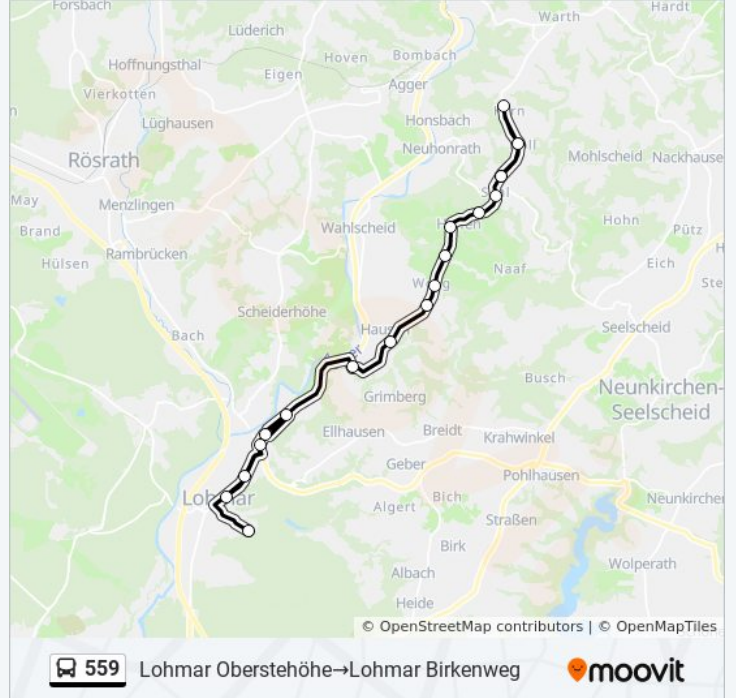 Forsbach
Hardt
Warth
Lüderich
Hoven
Bombach
Hoffnungsthal
Eigen
Agger
Vierkotten
Honsbach
Lüghausen
Neuhonrath
Rösrath
Mohlscheid
Nackhause
May
Menzlingen
Brand
Wahlscheid
Hohn
Pütz
Rambrücken
Hülsen
Naaf
Eich
Scheiderhöhe
Seelscheid
Bach
Busch
Neunkirchen-
Seelscheid
Grimberg
Ellhausen
Breidt
Krahwinkel
Geber
Pohlhausen
Lohmar
Bich
Neunkircher
Algert
Straßen
Birk
Wolperath
Albach
Heide
© OpenStreetMap contributors | © OpenMapTiles
559 Lohmar Oberstehöhe→Lohmar Birkenweg
moovit